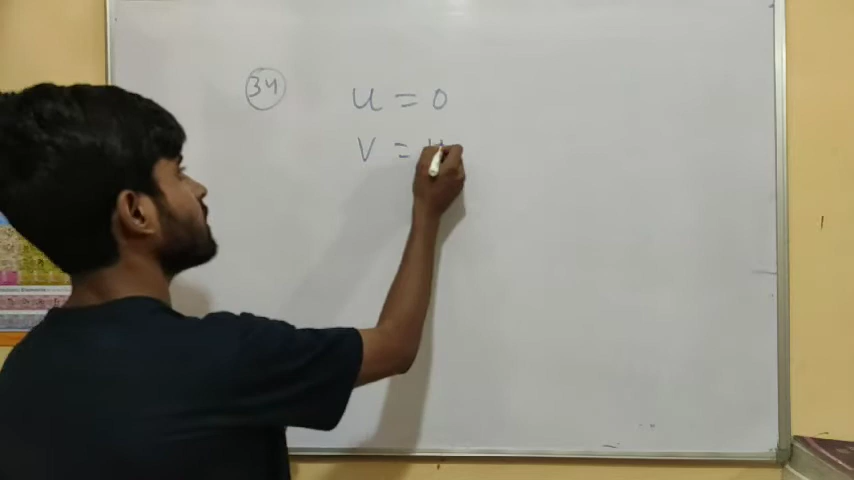 34 U = 0
V =